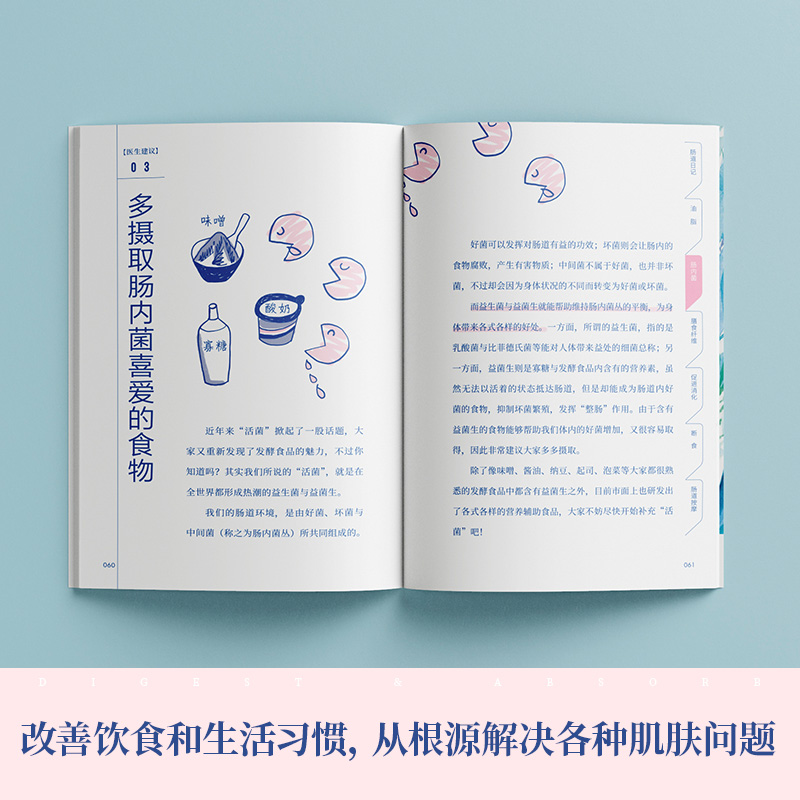 【医生建议】
03
多摄取肠内菌喜爱的食物
味噌
酸奶
寡糖
近年来“活菌”掀起了一股话题，大
家又重新发现了发酵食品的魅力，不过你
知道吗？其实我们所说的“活菌”，就是在
全世界都形成热潮的益生菌与益菌生。
我们的肠道环境，是由好菌、坏菌与
中间菌（称之为肠内菌丛）所共同组成的。
060
好菌可以发挥对肠道有益的功效；坏菌则会让肠内的
食物腐败，产生有害物质；中间菌不属于好菌，也并非坏
菌，不过却会因为身体状况的不同而转变为好菌或坏菌。
而益生菌与益菌生就能帮助维持肠内菌丛的平衡，为身
体带来各式各样的好处。一方面，所谓的益生菌，指的是
乳酸菌与比菲德氏菌等能对人体带来益处的细菌总称；另
一方面，益菌生则是寡糖与发酵食品内含有的营养素，虽
然无法以活着的状态抵达肠道，但是却能成为肠道内好
菌的食物，抑制坏菌繁殖，发挥“整肠”作用。由于含有
益菌生的食物能够帮助我们体内的好菌增加，又很容易取
得，因此非常建议大家多多摄取。
除了像味噌、酱油、纳豆、起司、泡菜等大家都很熟
悉的发酵食品中都含有益菌生之外，目前市面上也研发出
了各式各样的营养辅助食品，大家不妨尽快开始补充“活
菌”吧！
肠道日记
油脂
肠内菌
膳食纤维
促进消化
断食
肠道按摩
061
DIGEST & ABSORB
改善饮食和生活习惯，从根源解决各种肌肤问题